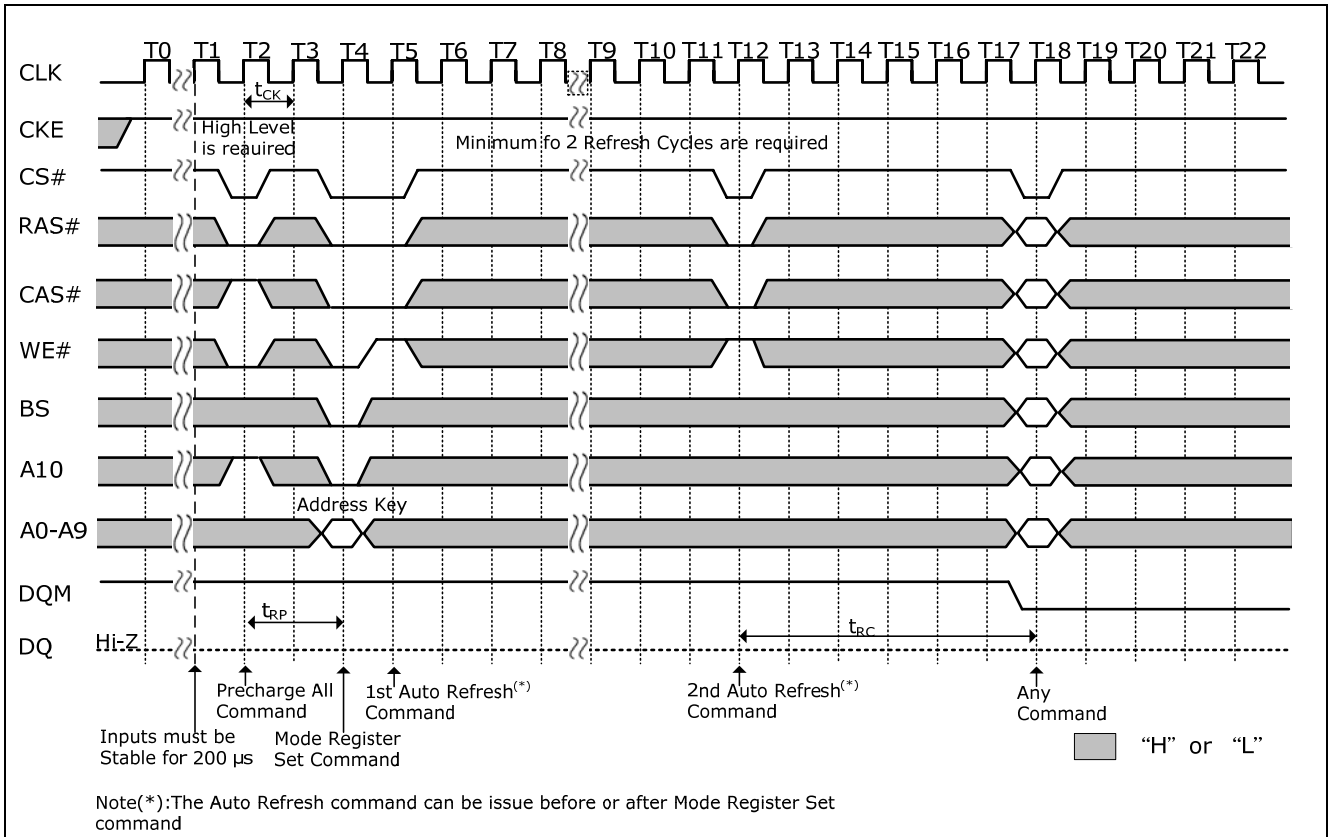 T0 T1 T2 T3 T4 T5 T6 T7 T8 T9 T10 T11 T12 T13 T14 T15 T16 T17 T18 T19 T20 T21 T22
CLK
tCK
CKE
High Level
is reauired
Minimum fo 2 Refresh Cycles are required
CS#
RAS#
CAS#
WE#
BS
A10
Address Key
A0-A9
DQM
tRP
tRC
DQ
Hi-Z
Precharge All
Command
1st Auto Refresh(*)
Command
2nd Auto Refresh(*)
Command
Any
Command
Inputs must be
Stable for 200 µs
Mode Register
Set Command
“H” or “L”
Note(*):The Auto Refresh command can be issue before or after Mode Register Set
command